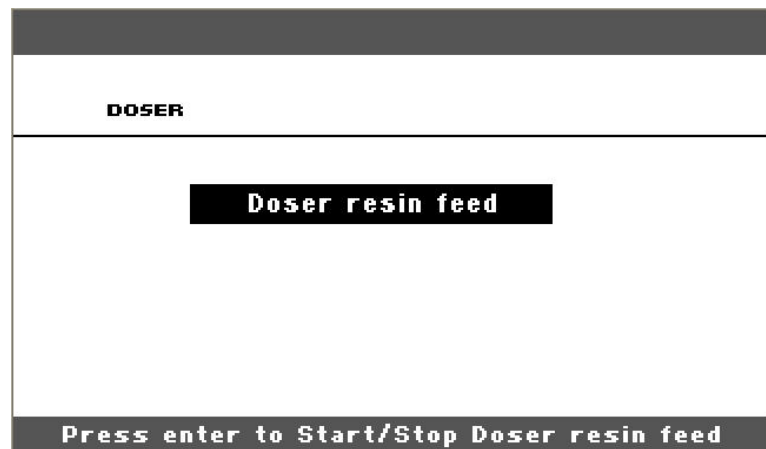 DOSER
Doser resin feed
Press enter to Start/Stop Doser resin feed